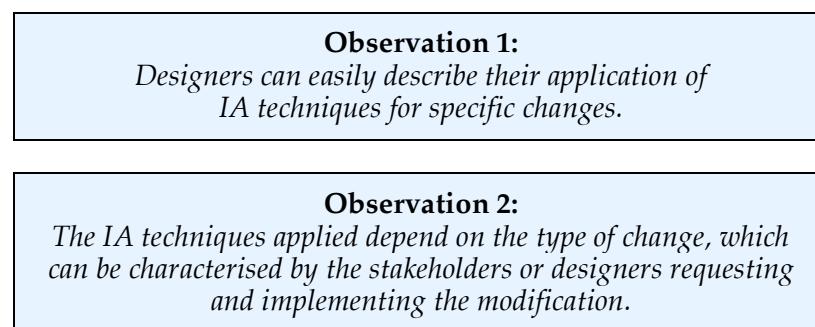 Observation 1:
Designers can easily describe their application of
IA techniques for specific changes.
Observation 2:
The IA techniques applied depend on the type of change, which
can be characterised by the stakeholders or designers requesting
and implementing the modification.